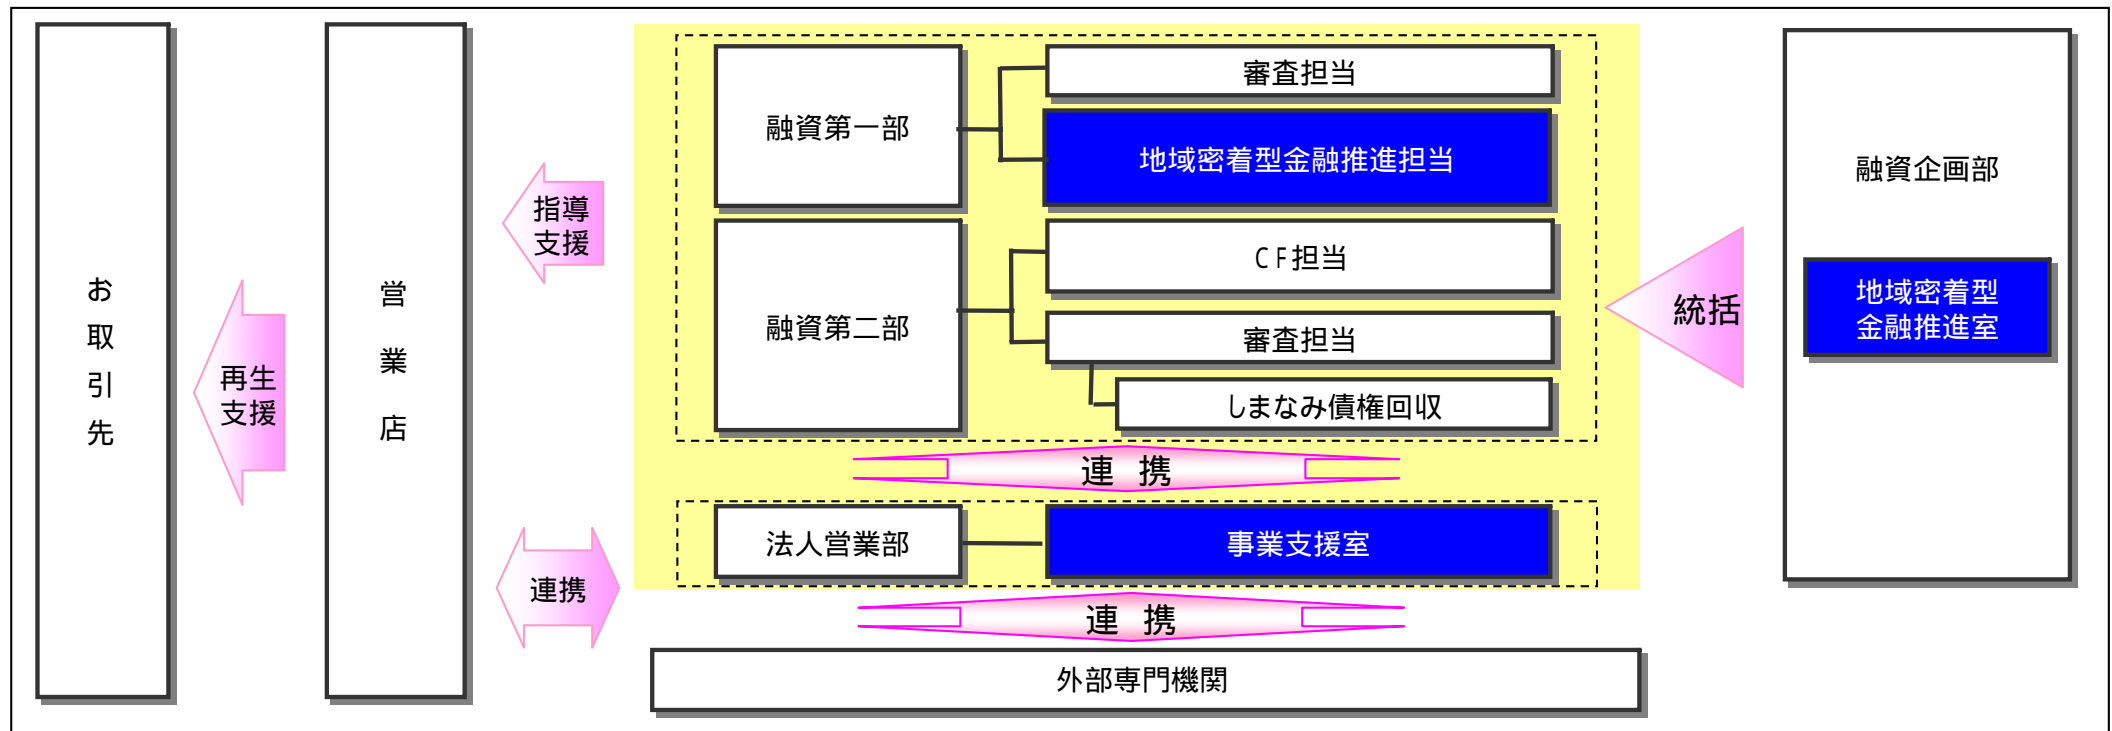 お取引先
再生
支援
営業店
指導
支援
連携
融資第一部
審査担当
地域密着型金融推進担当
融資第二部
CF担当
審査担当
しまなみ債権回収
連 携
法人営業部
事業支援室
連 携
外部専門機関
統括
融資企画部
地域密着型
金融推進室